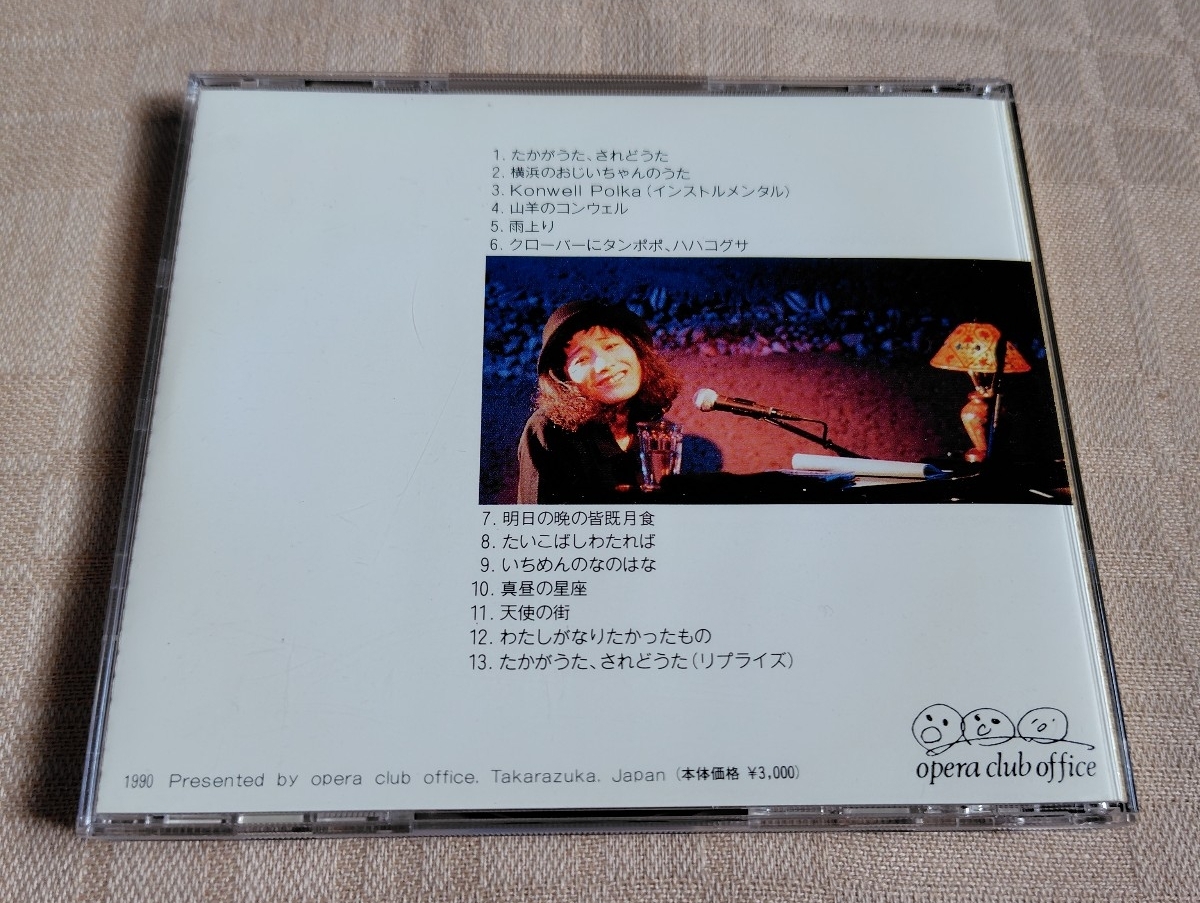 1. たかがうた、されどうた
2. 横浜のおじいちゃんのうた
3. Konwell Polka (インストルメンタル)
4. 山羊のコンウェル
5. 雨上り
6. クローバーにタンポポ、ハハコグサ
7. 明日の晩の皆既月食
8. たいこばしわたれば
9. いちめんのなのはな
10. 真昼の星座
11. 天使の街
12. わたしがなりたかったもの
13. たかがうた、されどうた (リプライズ)
opera club office
1990 Presented by opera club office. Takarazuka. Japan (本体価格 ¥3,000)